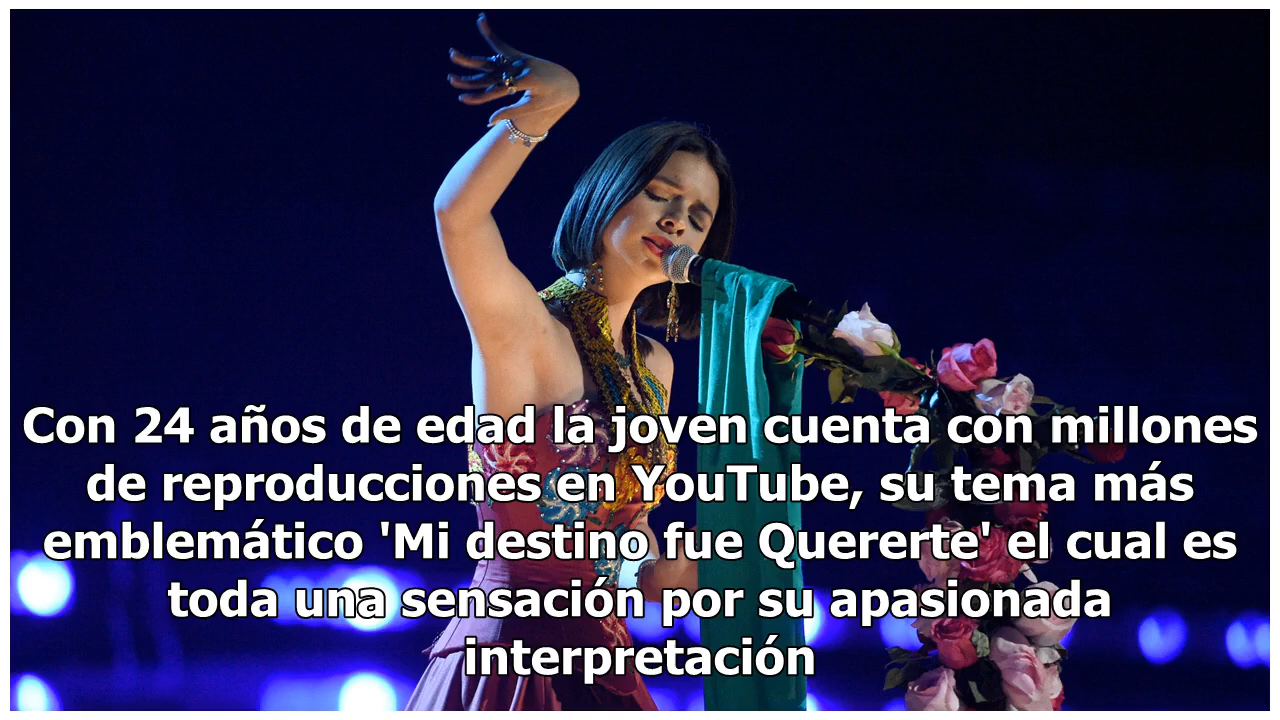 Con 24 años de edad la joven cuenta con millones
de reproducciones en YouTube, su tema más
emblemático 'Mi destino fue Quererte' el cual es
toda una sensación por su apasionada
interpretación